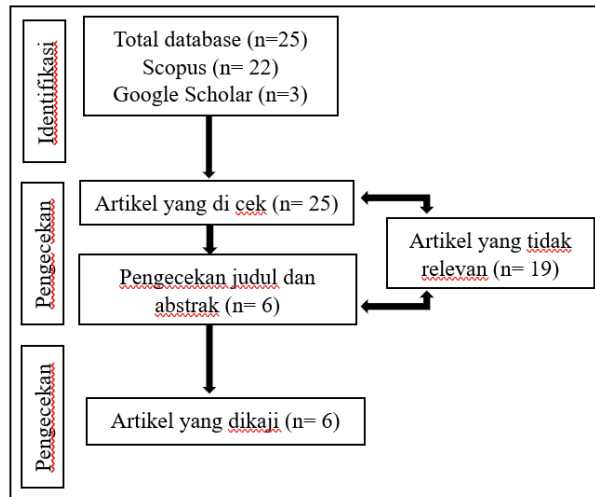 Identifikasi
Total database (n=25)
Scopus (n= 22)
Google Scholar (n=3)
Pengecekan
Artikel yang di cek (n= 25)
Artikel yang tidak
relevan (n= 19)
Pengecekan judul dan
abstrak (n= 6)
Pengecekan
Artikel yang dikaji (n= 6)